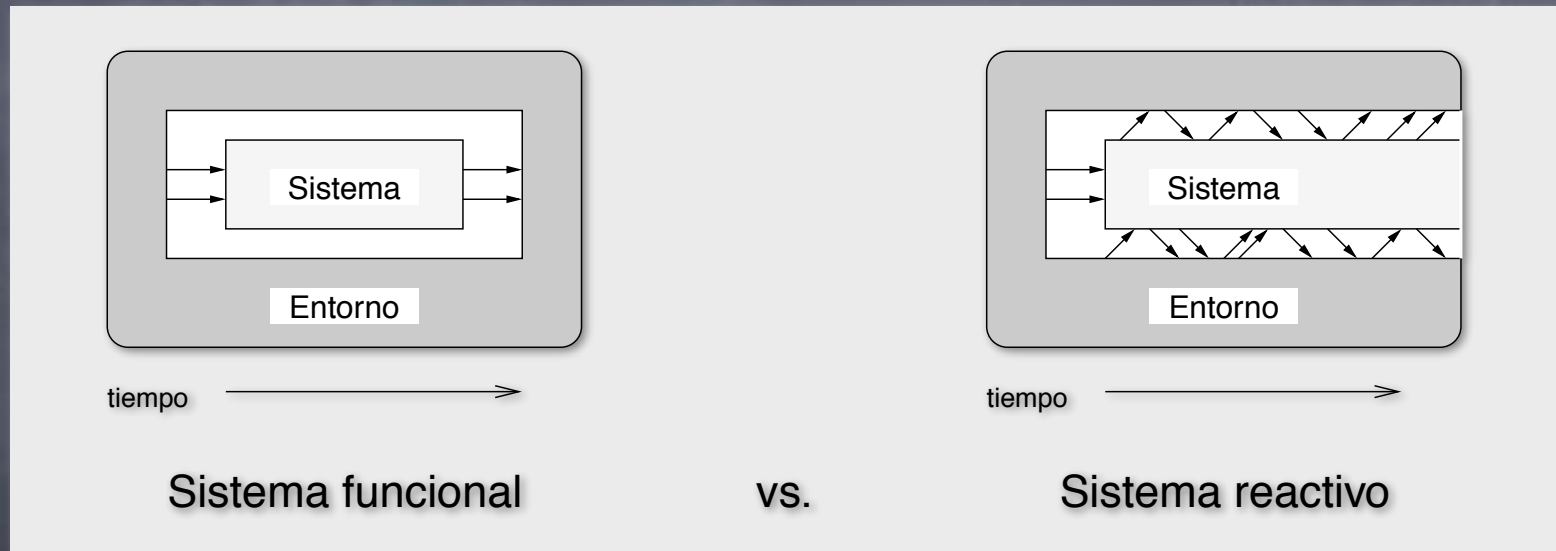 Sistema
Entorno
tiempo
Sistema
Entorno
tiempo
Sistema funcional vs. Sistema reactivo